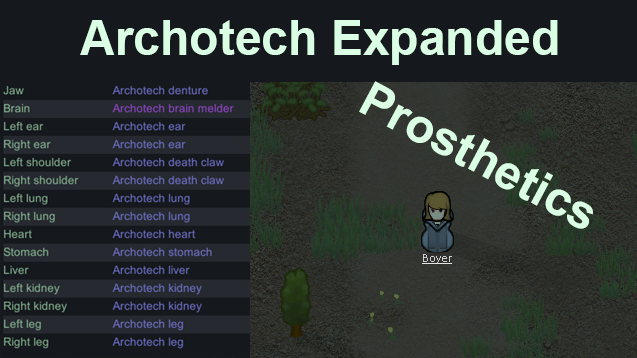 Archotech Expanded
Prosthetics
Jaw Archotech denture
Brain Archotech brain melder
Left ear Archotech ear
Right ear Archotech ear
Left shoulder Archotech death claw
Right shoulder Archotech death claw
Left lung Archotech lung
Right lung Archotech lung
Heart Archotech heart
Stomach Archotech stomach
Liver Archotech liver
Left kidney Archotech kidney
Right kidney Archotech kidney
Left leg Archotech leg
Right leg Archotech leg
Boyer